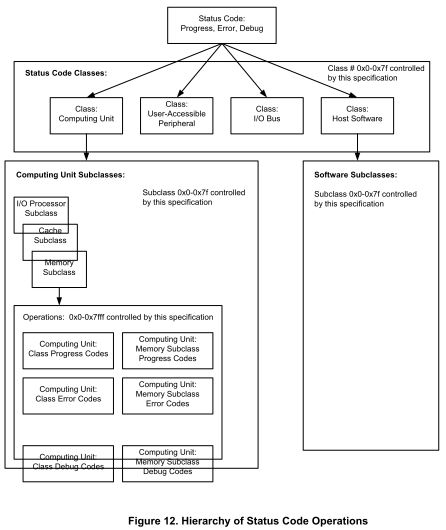 Status Code:
Progress, Error, Debug
Status Code Classes:
Class # 0x0-0x7f controlled
by this specification
Class:
Computing Unit
Class:
User-Accessible
Peripheral
Class:
I/O Bus
Class:
Host Software
Computing Unit Subclasses:
Subclass 0x0-0x7f controlled
by this specification
I/O Processor
Subclass
Cache
Subclass
Memory
Subclass
Operations: 0x0-0x7fff controlled by this specification
Computing Unit:
Class Progress Codes
Computing Unit:
Memory Subclass
Progress Codes
Computing Unit:
Class Error Codes
Computing Unit:
Memory Subclass
Error Codes
Computing Unit:
Class Debug Codes
Computing Unit:
Memory Subclass
Debug Codes
Software Subclasses:
Subclass 0x0-0x7f controlled
by this specification
Figure 12. Hierarchy of Status Code Operations